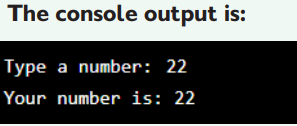 The console output is:
Type a number: 22
Your number is: 22